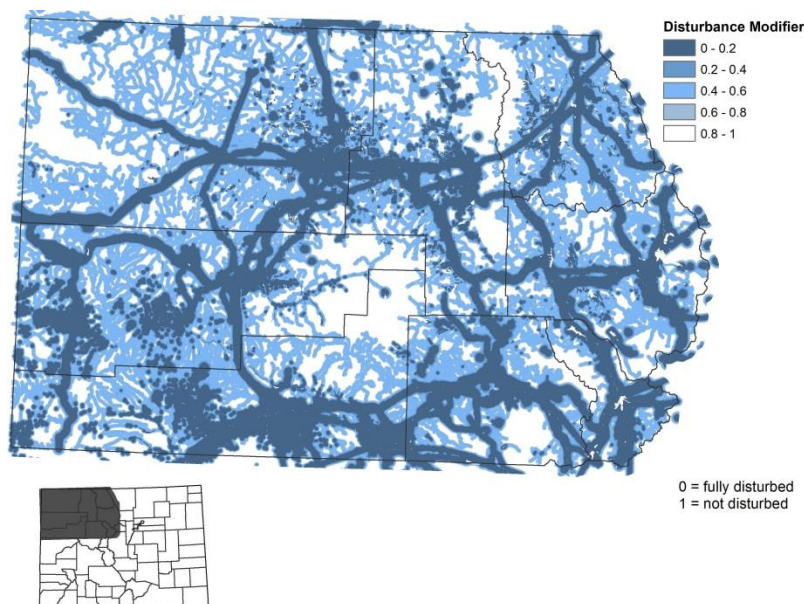 Disturbance Modifier
0 - 0.2
0.2 - 0.4
0.4 - 0.6
0.6 - 0.8
0.8 - 1
0 = fully disturbed
1 = not disturbed